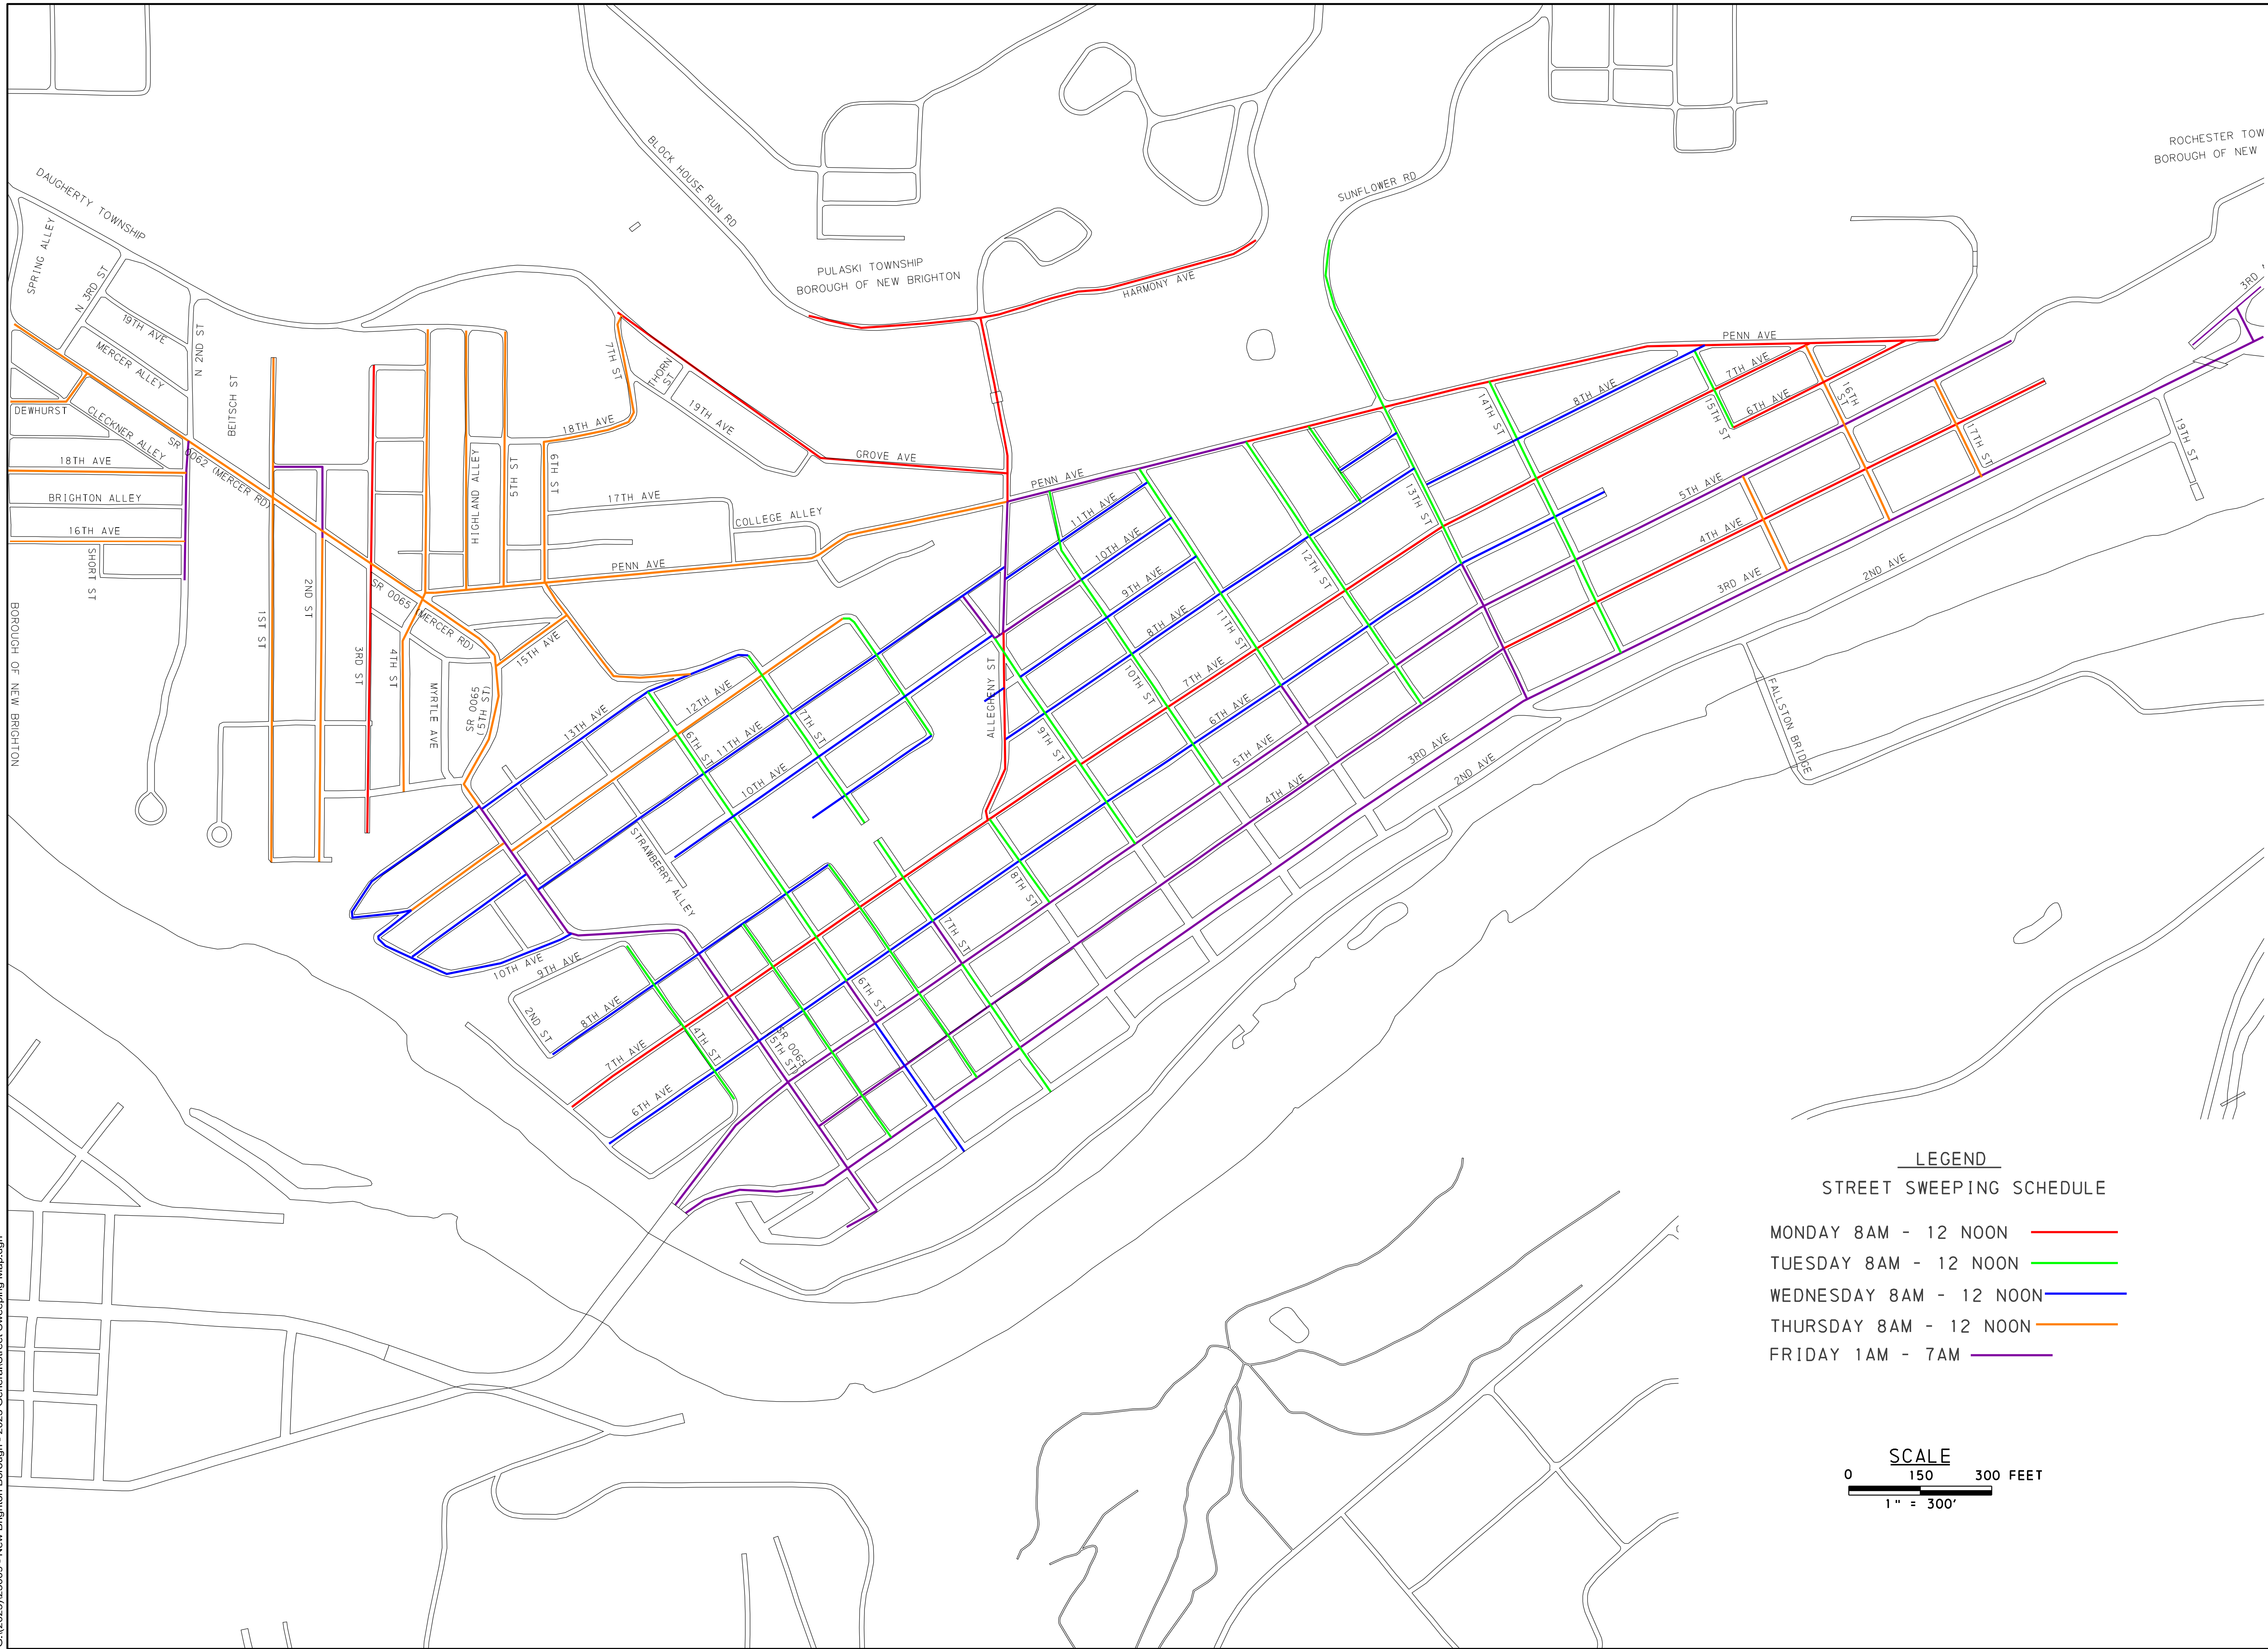 ROCHESTER TOW
BOROUGH OF NEW
DAUGHERTY TOWNSHIP
BLOCK HOUSE RUN RD
SUNFLOWER RD
SPRING ALLEY
N 3RD ST
19TH AVE
MERCER ALLEY
N 2ND ST
BEITSCH ST
PULASKI TOWNSHIP
BOROUGH OF NEW BRIGHTON
HARMONY AVE
3RD
7TH ST
THORN ST
19TH AVE
PENN AVE
7TH AVE
8TH AVE
6TH AVE
16TH ST
14TH ST
15TH ST
17TH ST
19TH ST
DEWHURST
CLECKNER ALLEY
18TH AVE
BRIGHTON ALLEY
16TH AVE
SHORT ST
SR 0062 (MERCER RD)
HIGHLAND ALLEY
5TH ST
6TH ST
18TH AVE
GROVE AVE
17TH AVE
COLLEGE ALLEY
PENN AVE
PENN AVE
11TH AVE
10TH AVE
9TH AVE
8TH AVE
13TH ST
12TH ST
11TH ST
10TH ST
5TH AVE
4TH AVE
3RD AVE
2ND AVE
BOROUGH OF NEW BRIGHTON
1ST ST
2ND ST
3RD ST
4TH ST
SR 0065 (MERCER RD)
15TH AVE
MYRTLE AVE
SR 0065
(5TH ST)
13TH AVE
12TH AVE
11TH AVE
10TH AVE
6TH ST
7TH ST
ALLEGHENY ST
9TH ST
7TH AVE
6TH AVE
5TH AVE
4TH AVE
3RD AVE
2ND AVE
FALLSTON BRIDGE
STRAWBERRY ALLEY
8TH ST
7TH ST
6TH ST
10TH AVE
9TH AVE
2ND ST
8TH AVE
7TH AVE
6TH AVE
4TH ST
SR 0065
(5TH ST)
LEGEND
STREET SWEEPING SCHEDULE
MONDAY 8AM - 12 NOON
TUESDAY 8AM - 12 NOON
WEDNESDAY 8AM - 12 NOON
THURSDAY 8AM - 12 NOON
FRIDAY 1AM - 7AM
SCALE
0 150 300 FEET
1" = 300'